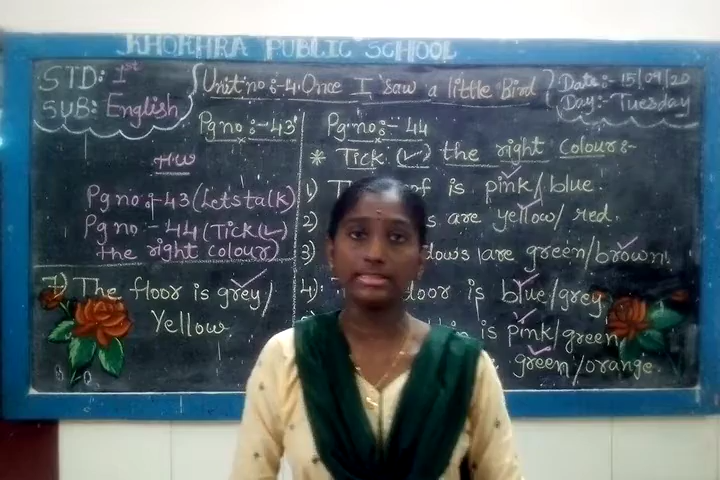 KHOKHRA PUBLIC SCHOOL
STD: 1st
SUB: English
Unit no :- 4. Once I saw a little Bird
Date :- 15/09/20
Day :- Tuesday
Pg no :- 43
HW
Pg no :- 43 (Let's talk)
Pg no :- 44 (Tick (✓)
the right colour)
7) The floor is grey/
Yellow.
Pg no :- 44
* Tick (✓) the right colour:-
1) The of is pink/blue.
2) s are yellow/ red.
3) dows are green/brown.
4) door is blue/grey
is pink/green
green/orange.